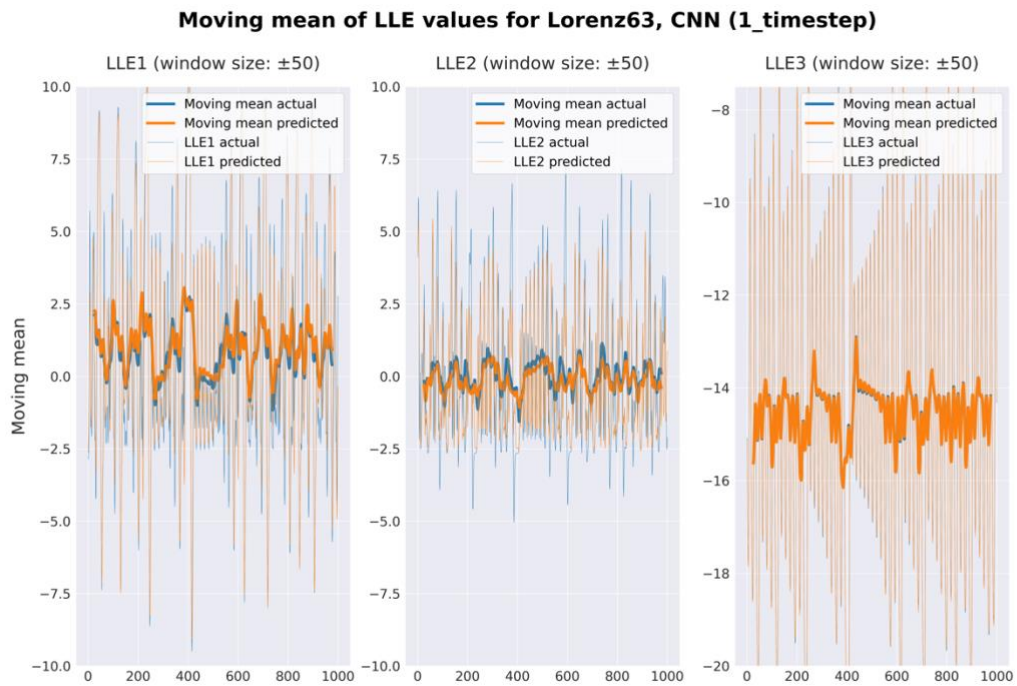 Moving mean of LLE values for Lorenz63, CNN (1_timestep)
LLE1 (window size: ±50)
LLE2 (window size: ±50)
LLE3 (window size: ±50)
Moving mean
10.0
7.5
5.0
2.5
0.0
−2.5
−5.0
−7.5
−10.0
Moving mean actual
Moving mean predicted
LLE1 actual
LLE1 predicted
0 200 400 600 800 1000
10.0
7.5
5.0
2.5
0.0
−2.5
−5.0
−7.5
−10.0
Moving mean actual
Moving mean predicted
LLE2 actual
LLE2 predicted
0 200 400 600 800 1000
−8
−10
−12
−14
−16
−18
−20
Moving mean actual
Moving mean predicted
LLE3 actual
LLE3 predicted
0 200 400 600 800 1000